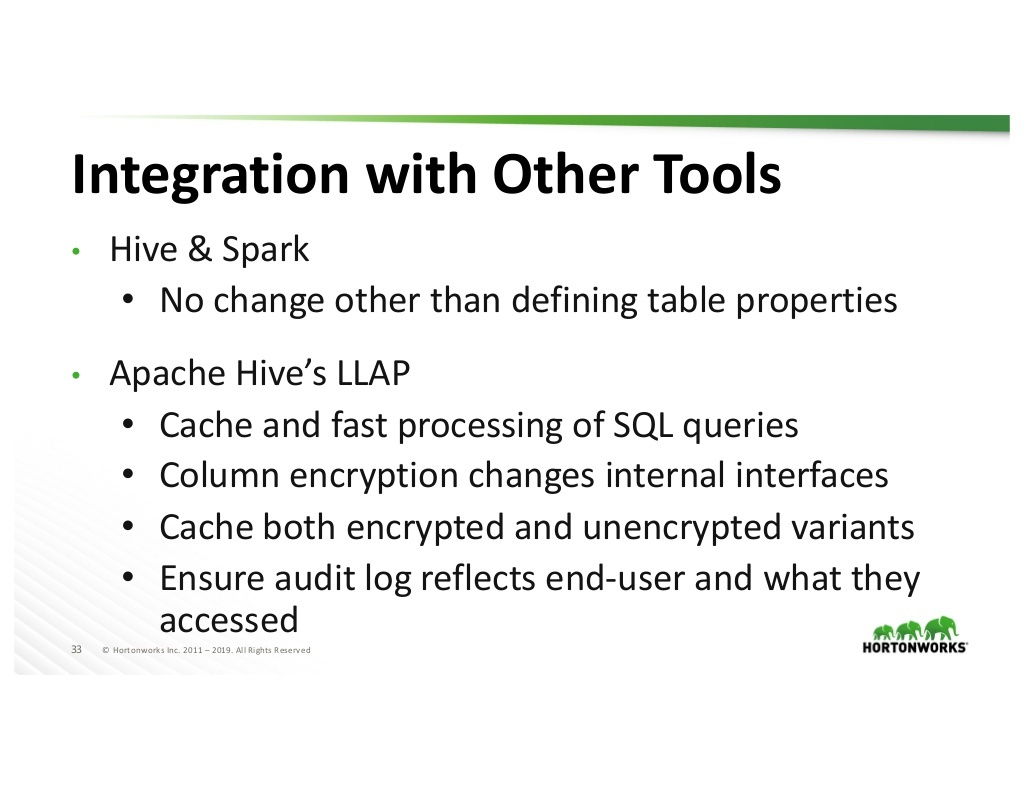 Integration with Other Tools
• Hive & Spark
• No change other than defining table properties
• Apache Hive’s LLAP
• Cache and fast processing of SQL queries
• Column encryption changes internal interfaces
• Cache both encrypted and unencrypted variants
• Ensure audit log reflects end-user and what they
accessed
33 © Hortonworks Inc. 2011 – 2019. All Rights Reserved
HORTONWORKS